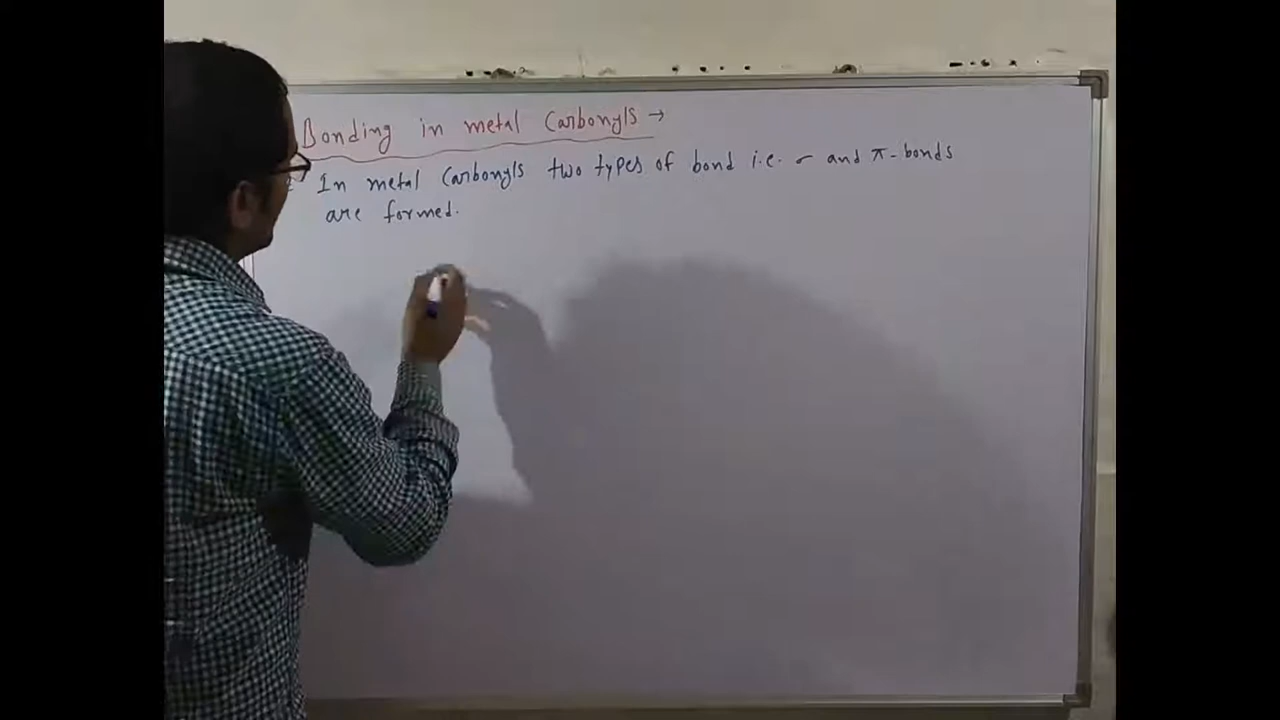 Bonding in metal Carbonyls →
In metal Carbonyls two types of bond i.e. σ and π-bonds
are formed.